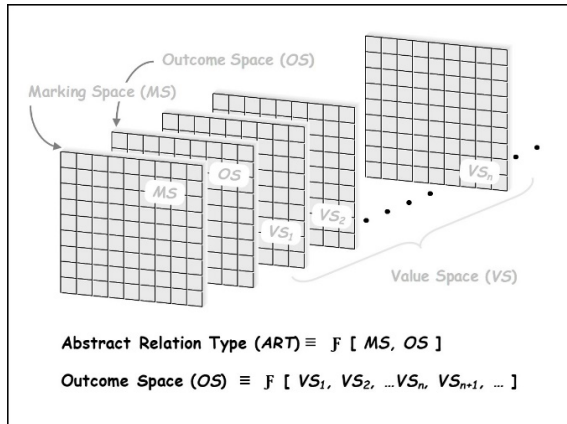 Outcome Space (OS)
Marking Space (MS)
MS
OS
VS₁
VS₂
VSₙ
Value Space (VS)
Abstract Relation Type (ART) ≡ Ƒ [ MS, OS ]
Outcome Space (OS) ≡ Ƒ [ VS₁, VS₂, …VSₙ, VSₙ₊₁, … ]